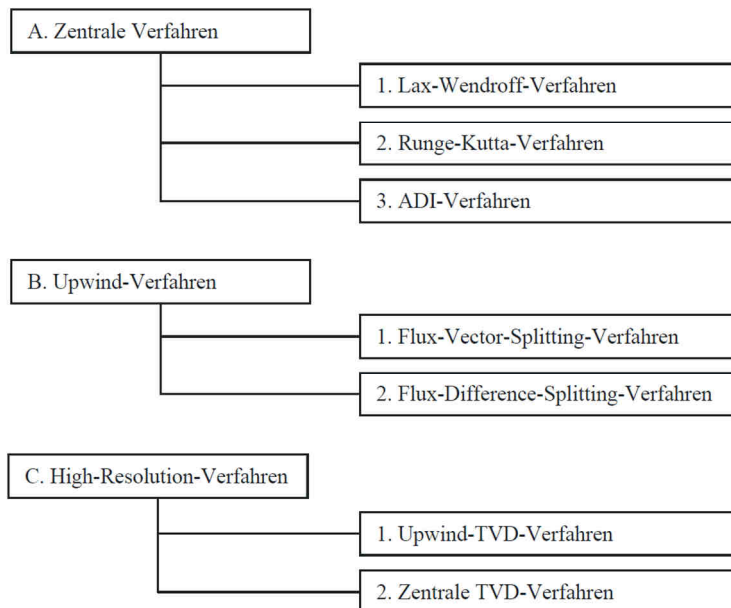 A. Zentrale Verfahren
1. Lax-Wendroff-Verfahren
2. Runge-Kutta-Verfahren
3. ADI-Verfahren
B. Upwind-Verfahren
1. Flux-Vector-Splitting-Verfahren
2. Flux-Difference-Splitting-Verfahren
C. High-Resolution-Verfahren
1. Upwind-TVD-Verfahren
2. Zentrale TVD-Verfahren